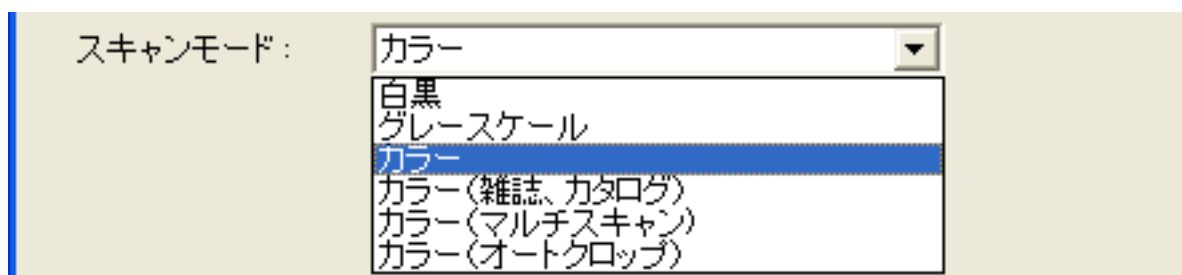 スキャンモード： カラー
白黒
グレースケール
カラー
カラー(雑誌、カタログ)
カラー(マルチスキャン)
カラー(オートクロップ)